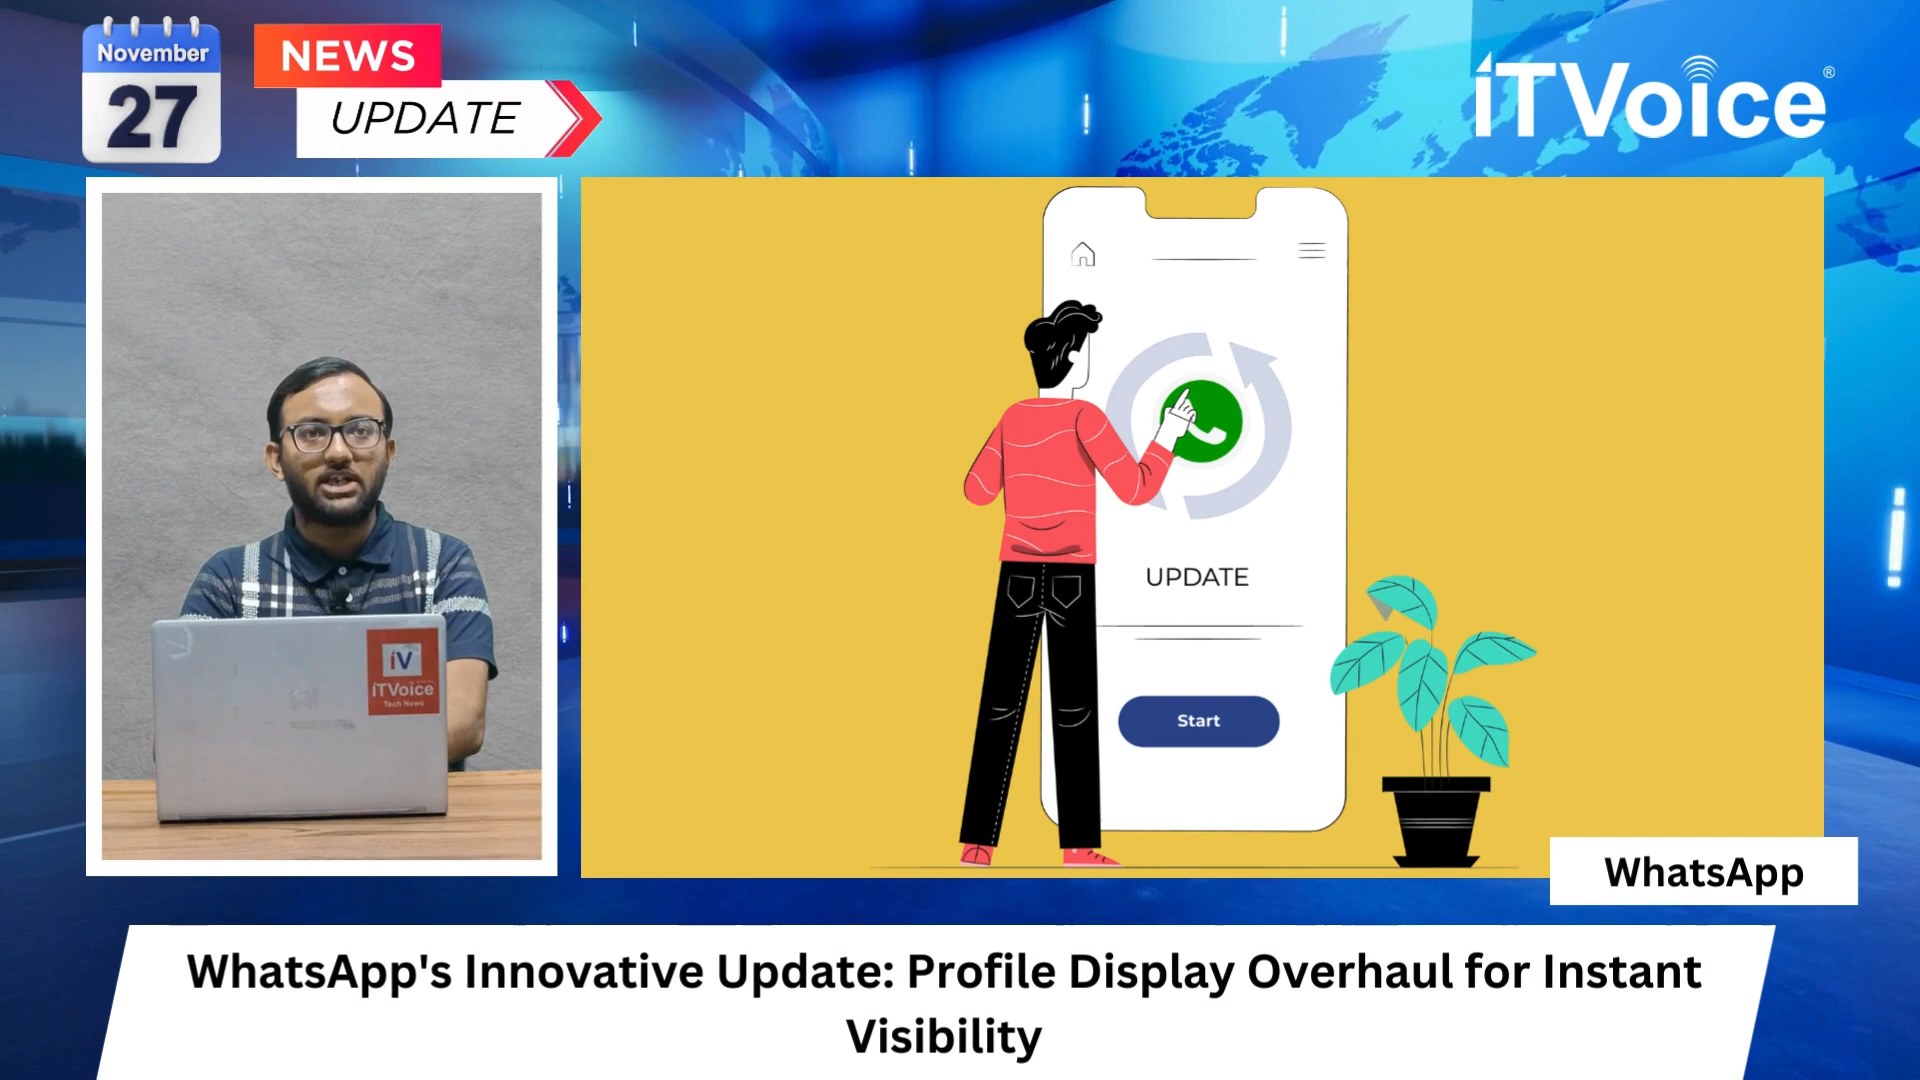 November
27
NEWS
UPDATE
iTVoice®
iV
iTVoice
Tech News
UPDATE
Start
WhatsApp
WhatsApp's Innovative Update: Profile Display Overhaul for Instant
Visibility